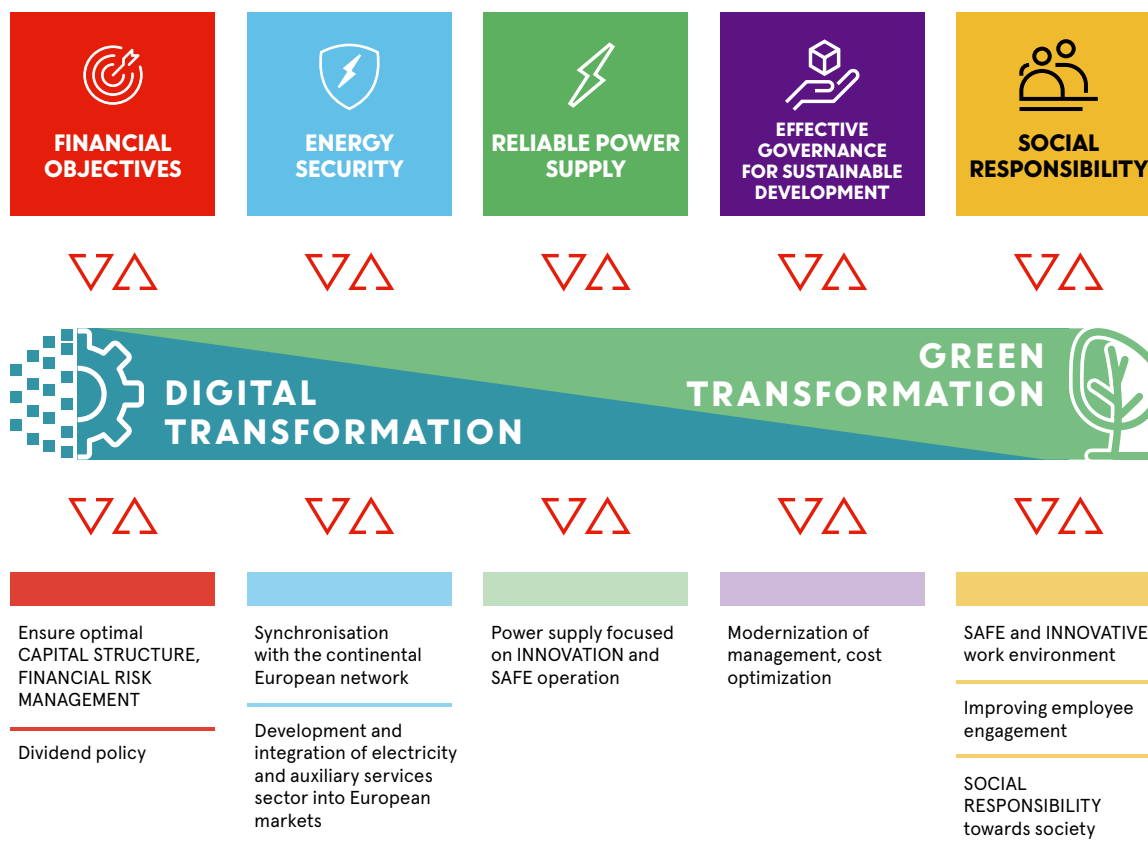 FINANCIAL
OBJECTIVES
ENERGY
SECURITY
RELIABLE POWER
SUPPLY
EFFECTIVE
GOVERNANCE
FOR SUSTAINABLE
DEVELOPMENT
SOCIAL
RESPONSIBILITY
DIGITAL
TRANSFORMATION
GREEN
TRANSFORMATION
Ensure optimal
CAPITAL STRUCTURE,
FINANCIAL RISK
MANAGEMENT
Dividend policy
Synchronisation
with the continental
European network
Development and
integration of electricity
and auxiliary services
sector into European
markets
Power supply focused
on INNOVATION and
SAFE operation
Modernization of
management, cost
optimization
SAFE and INNOVATIVE
work environment
Improving employee
engagement
SOCIAL
RESPONSIBILITY
towards society